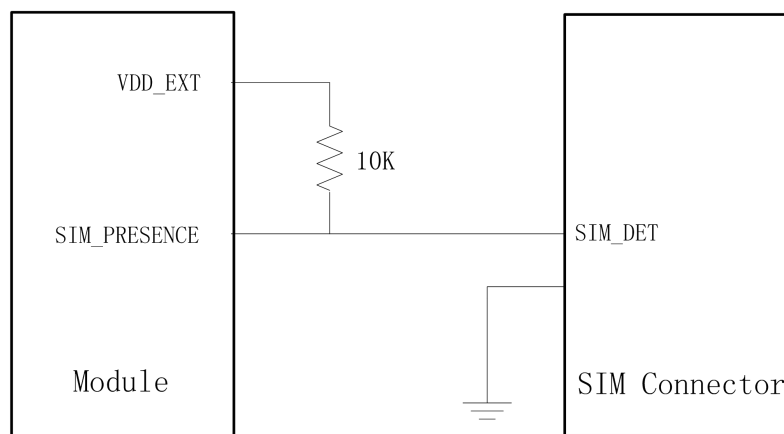 VDD_EXT
10K
SIM_PRESENCE
SIM_DET
Module
SIM Connector